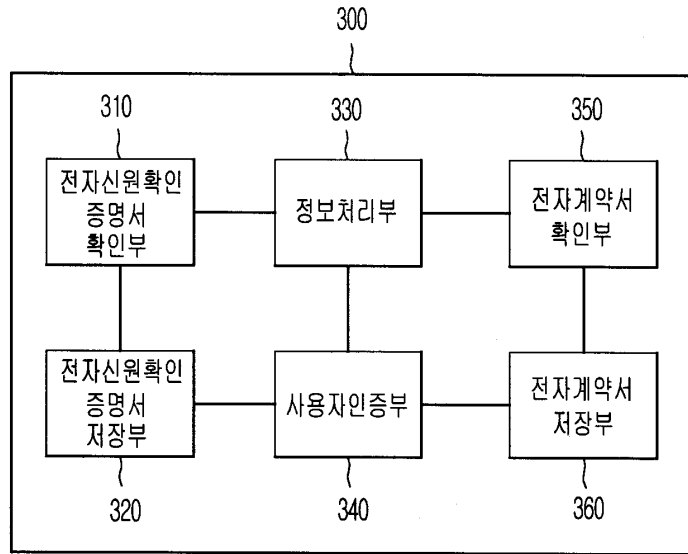 300
310
330
350
전자신원확인
증명서
확인부
정보처리부
전자계약서
확인부
전자신원확인
증명서
저장부
사용자인증부
전자계약서
저장부
320
340
360